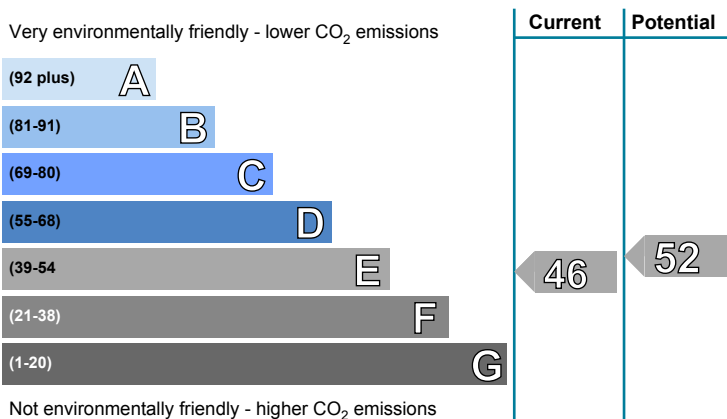 Very environmentally friendly - lower CO2 emissions
Current
Potential
(92 plus) A
(81-91) B
(69-80) C
(55-68) D
(39-54 E
46
52
(21-38) F
(1-20) G
Not environmentally friendly - higher CO2 emissions